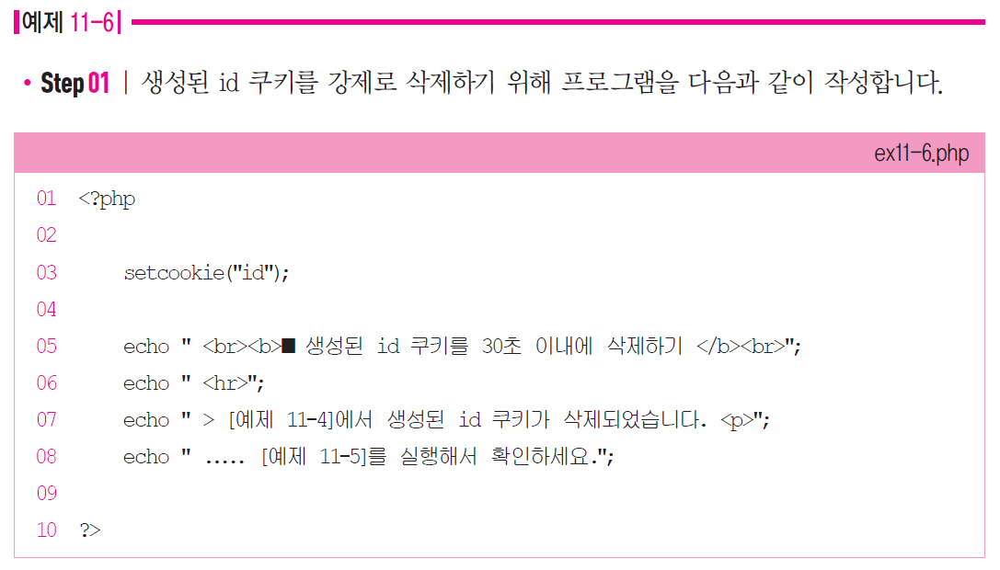 예제 11-6
• Step 01 | 생성된 id 쿠키를 강제로 삭제하기 위해 프로그램을 다음과 같이 작성합니다.
ex11-6.php
01 <?php
02
03 setcookie("id");
04
05 echo " <br><b>■ 생성된 id 쿠키를 30초 이내에 삭제하기 </b><br>";
06 echo " <hr>";
07 echo " > [예제 11-4]에서 생성된 id 쿠키가 삭제되었습니다. <p>";
08 echo " ..... [예제 11-5]를 실행해서 확인하세요.";
09
10 ?>